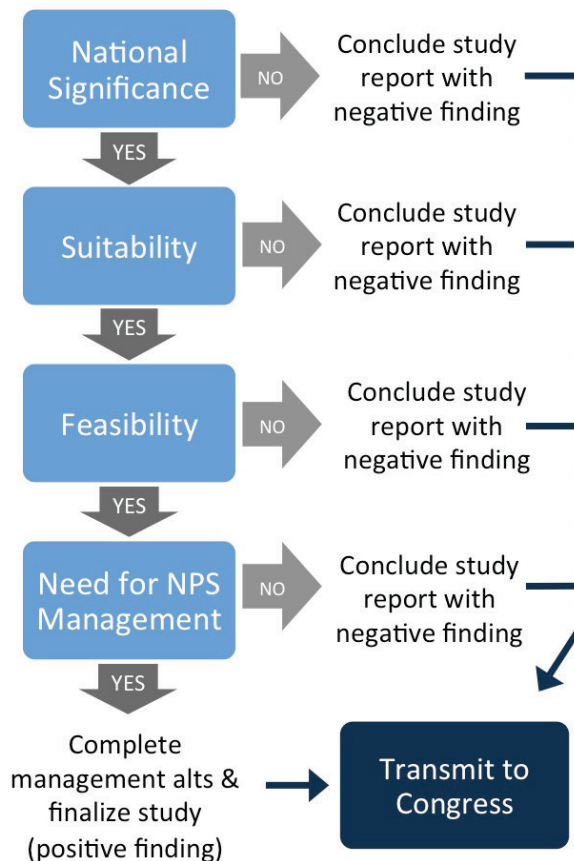 National
Significance
NO
Conclude study
report with
negative finding
YES
Suitability
NO
Conclude study
report with
negative finding
YES
Feasibility
NO
Conclude study
report with
negative finding
YES
Need for NPS
Management
NO
Conclude study
report with
negative finding
YES
Complete
management alts &
finalize study
(positive finding)
Transmit to
Congress